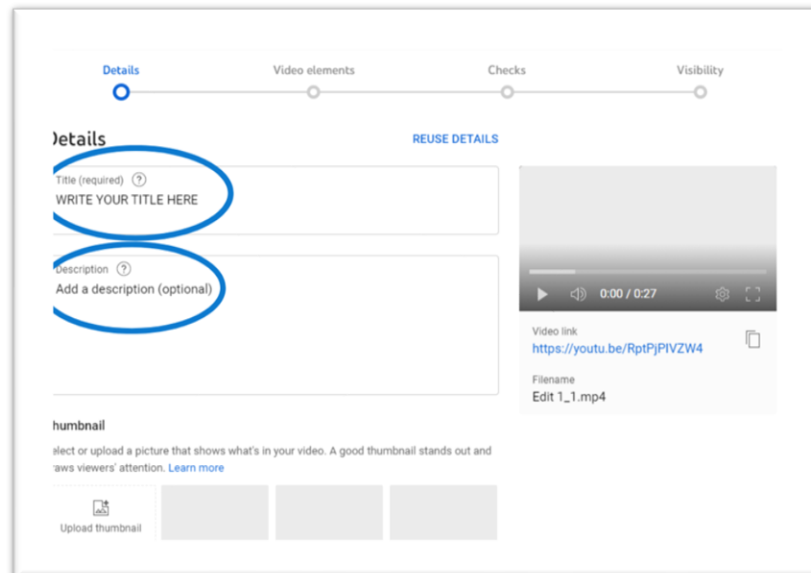 Details
Video elements
Checks
Visibility
Details
REUSE DETAILS
Title (required) ?
WRITE YOUR TITLE HERE
Description ?
Add a description (optional)
0:00 / 0:27
Video link
https://youtu.be/RptPjPIVZW4
Filename
Edit 1_1.mp4
humbnail
elect or upload a picture that shows what's in your video. A good thumbnail stands out and
raws viewers' attention. Learn more
Upload thumbnail